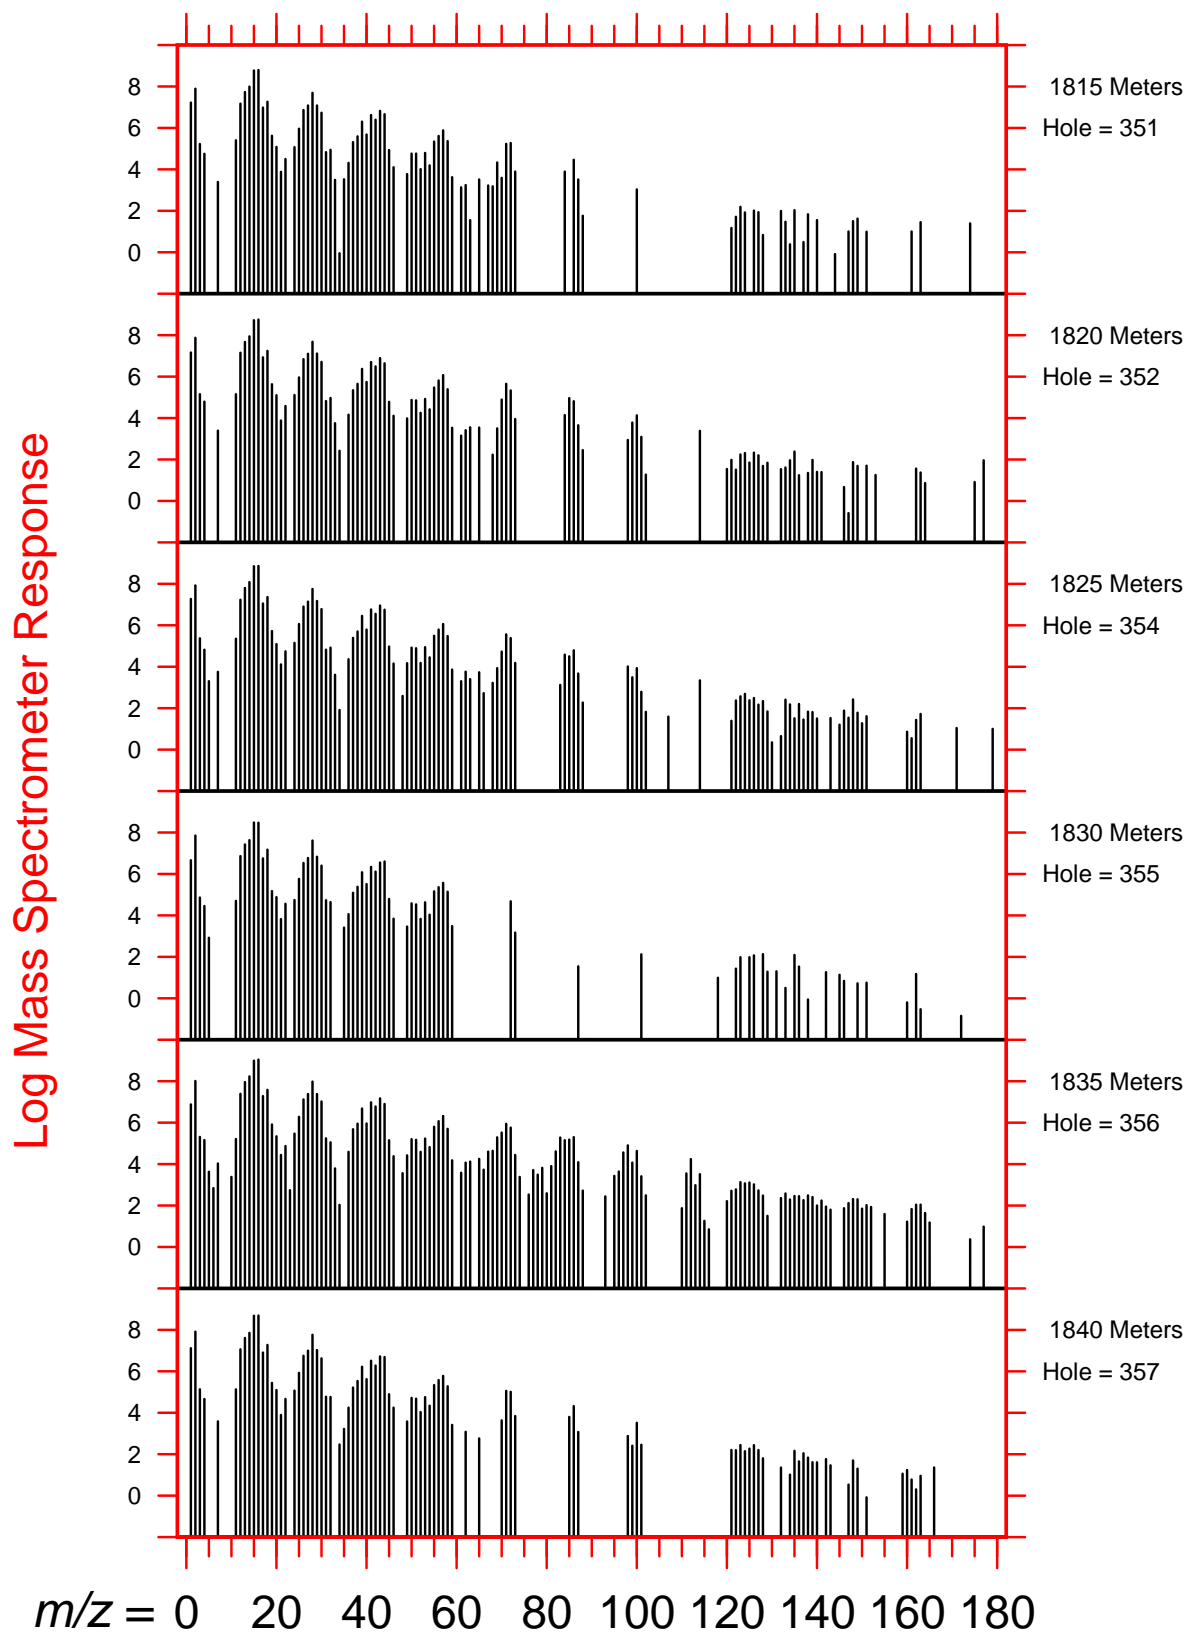 8
6
4
2
0
1815 Meters
Hole = 351
8
6
4
2
0
1820 Meters
Hole = 352
8
6
4
2
0
1825 Meters
Hole = 354
8
6
4
2
0
1830 Meters
Hole = 355
8
6
4
2
0
1835 Meters
Hole = 356
8
6
4
2
0
1840 Meters
Hole = 357
Log Mass Spectrometer Response
m/z = 0 20 40 60 80 100 120 140 160 180